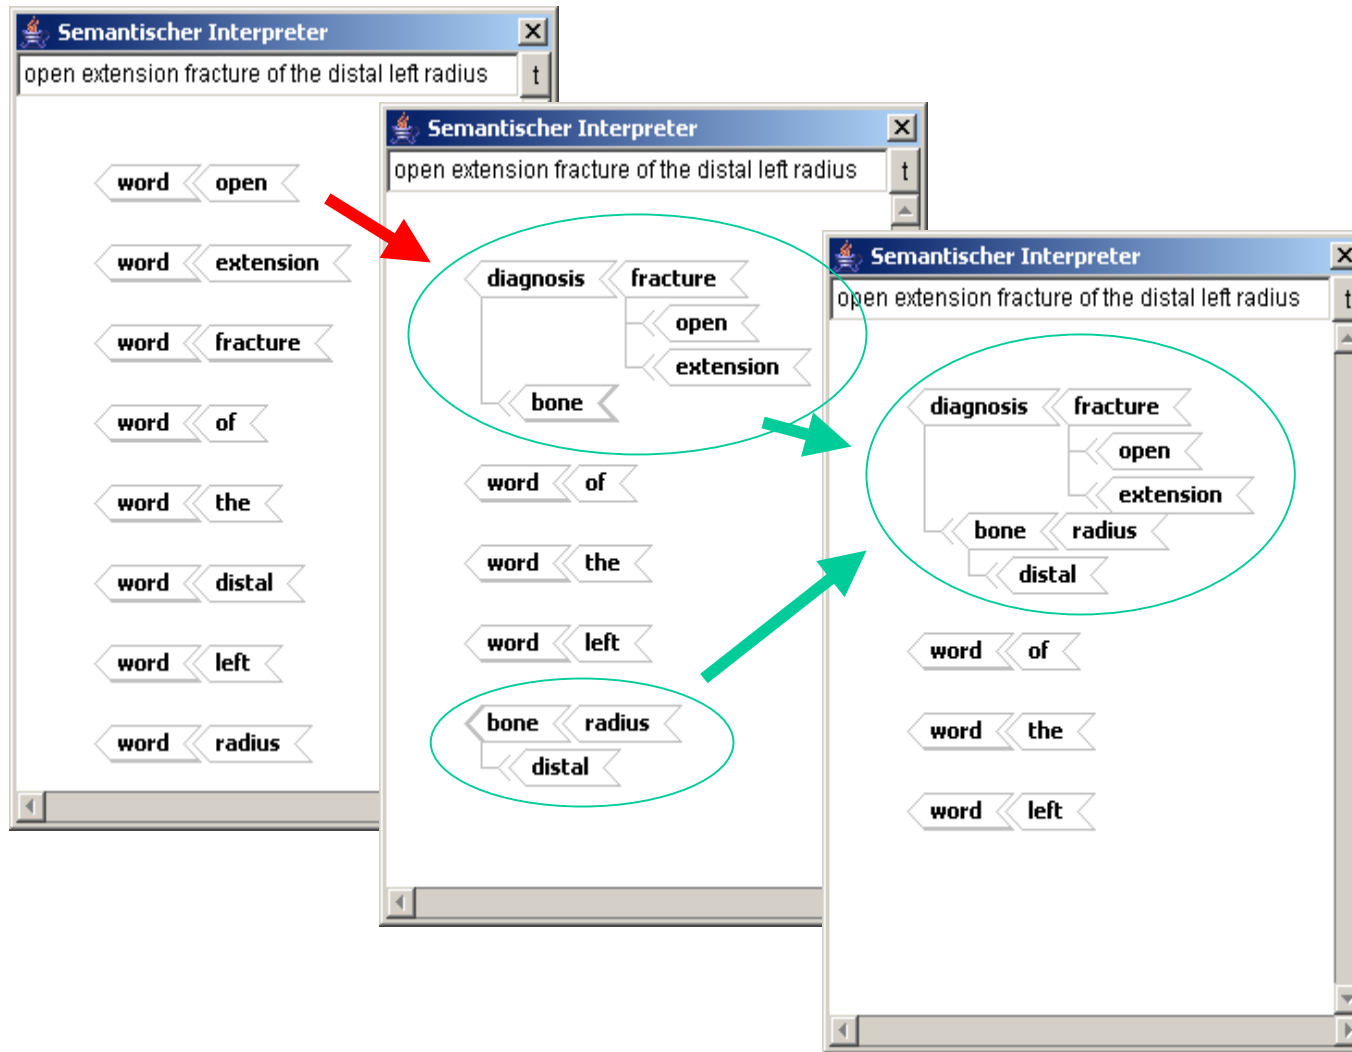 Semantischer Interpreter
open extension fracture of the distal left radius t
word open
word extension
word fracture
word of
word the
word distal
word left
word radius
Semantischer Interpreter
open extension fracture of the distal left radius t
diagnosis fracture
open
extension
bone
word of
word the
word left
bone radius
distal
Semantischer Interpreter
open extension fracture of the distal left radius t
diagnosis fracture
open
extension
bone radius
distal
word of
word the
word left